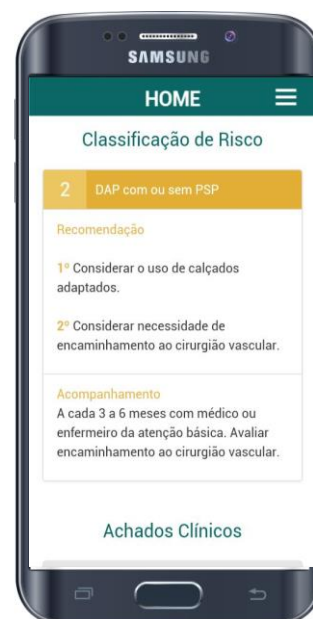 SAMSUNG
HOME
Classificação de Risco
2 DAP com ou sem PSP
Recomendação
1º Considerar o uso de calçados
adaptados.
2º Considerar necessidade de
encaminhamento ao cirurgião vascular.
Acompanhamento
A cada 3 a 6 meses com médico ou
enfermeiro da atenção básica. Avaliar
encaminhamento ao cirurgião vascular.
Achados Clínicos